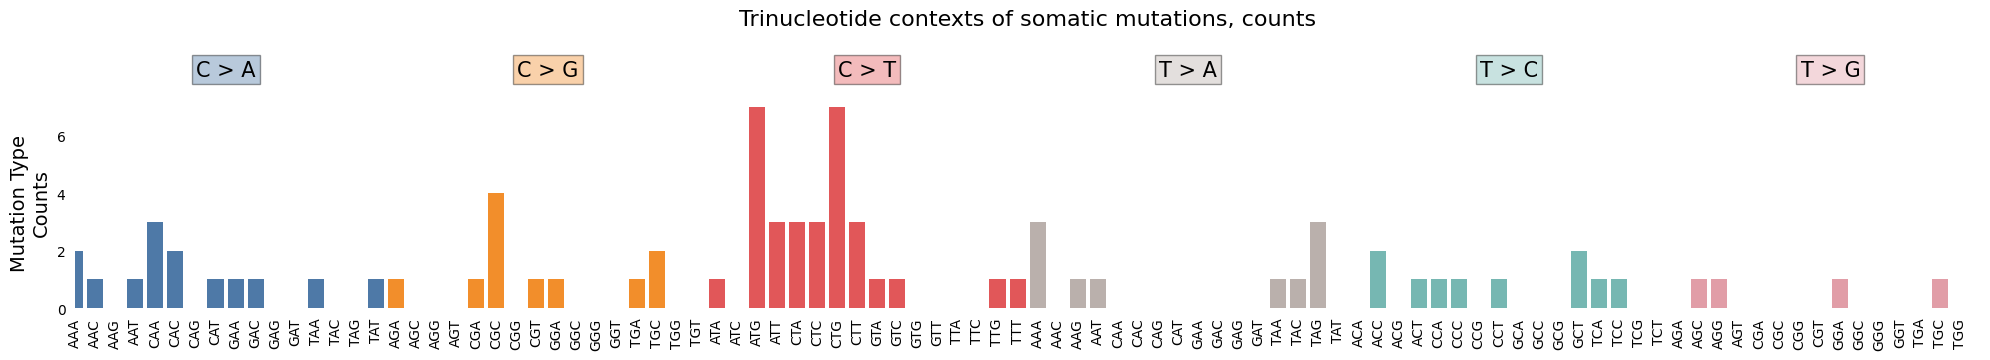 Trinucleotide contexts of somatic mutations, counts
C > A C > G C > T T > A T > C T > G
Mutation Type
Counts
6
4
2
0
AAA AAC AAG AAT CAA CAC CAG CAT GAA GAC GAG GAT TAA TAC TAG TAT AGA AGC AGG AGT CGA CGC CGG CGT GGA GGC GGG GGT TGA TGC TGG TGT ATA ATC ATG ATT CTA CTC CTG CTT GTA GTC GTG GTT TTA TTC TTG TTT AAA AAC AAG AAT CAA CAC CAG CAT GAA GAC GAG GAT TAA TAC TAG TAT ACA ACC ACG ACT CCA CCC CCG CCT GCA GCC GCG GCT TCA TCC TCG TCT AGA AGC AGG AGT CGA CGC CGG CGT GGA GGC GGG GGT TGA TGC TGG